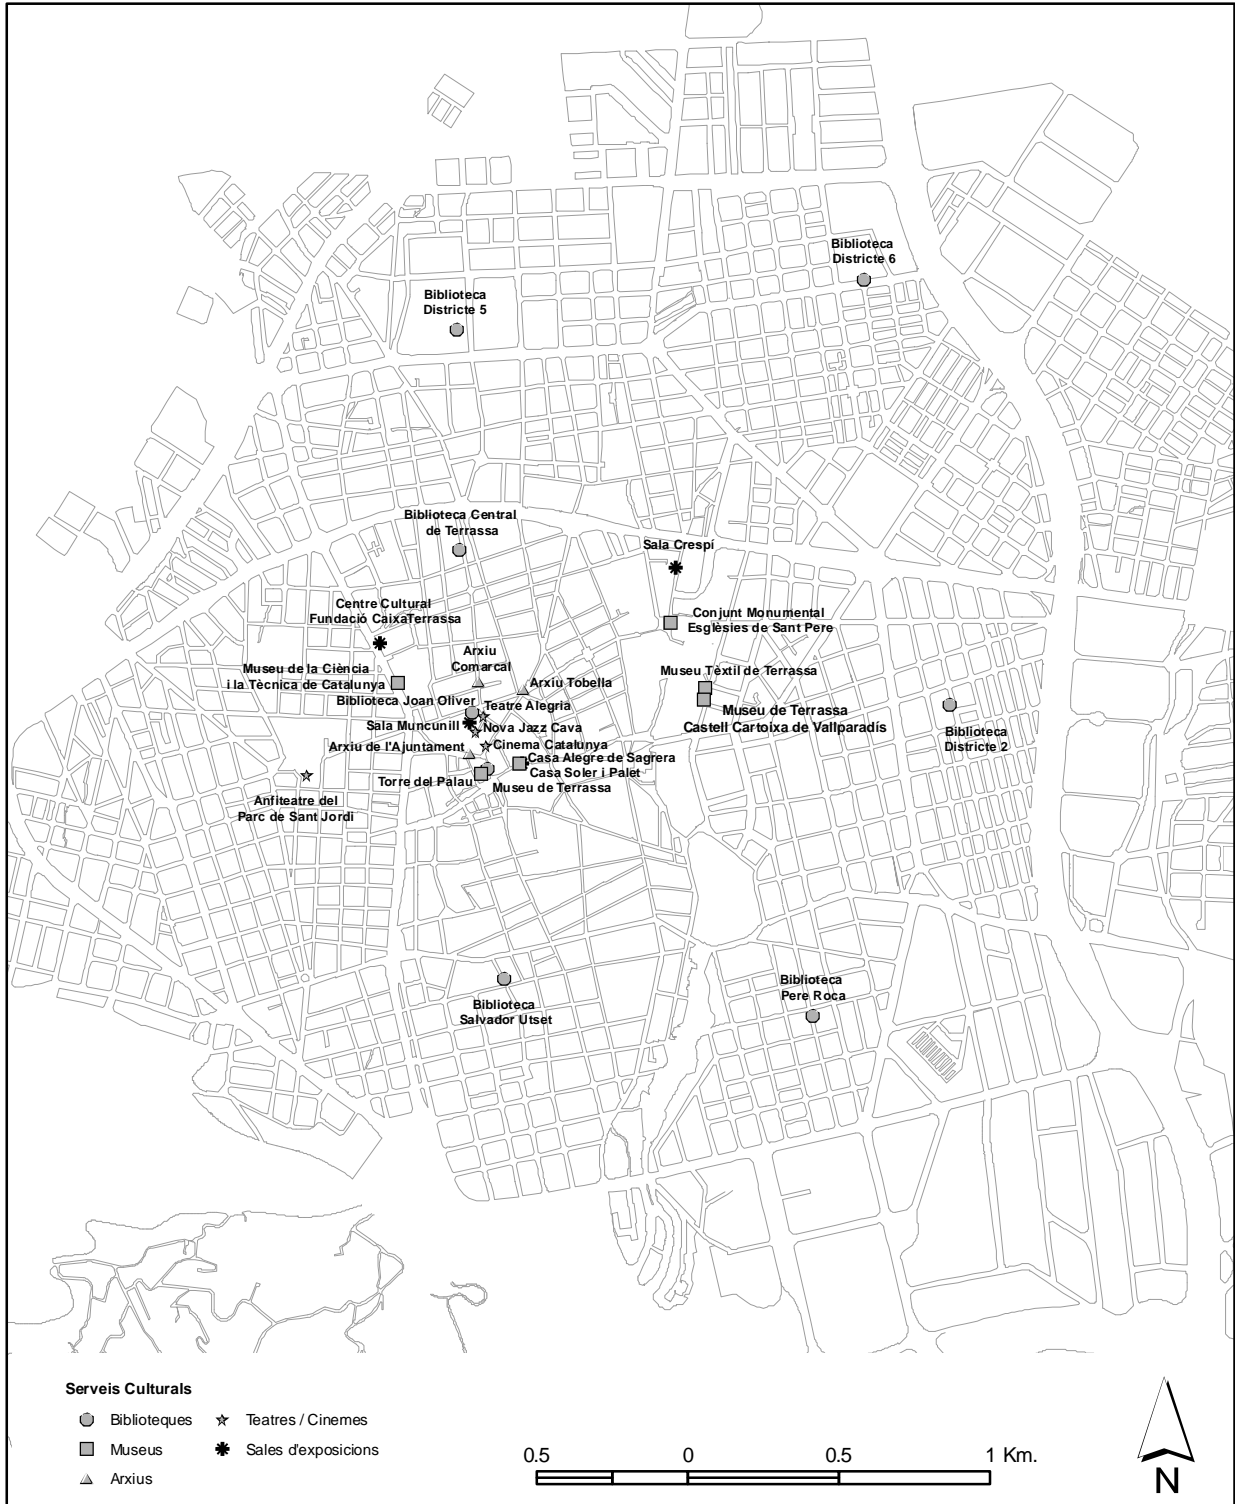 Biblioteca
Districte 6
Biblioteca
Districte 5
Biblioteca Central
de Terrassa
Sala Crespí
Centre Cultural
Fundació CaixaTerrassa
Conjunt Monumental
Esglèsies de Sant Pere
Arxiu
Comarcal
Museu de la Ciència
i la Tècnica de Catalunya
Museu Tèxtil de Terrassa
Arxiu Tobella
Biblioteca Joan Oliver
Teatre Alegria
Museu de Terrassa
Castell Cartoixa de Vallparadís
Sala Muncunill
Nova Jazz Cava
Biblioteca
Districte 2
Arxiu de l'Ajuntament
Cinema Catalunya
Casa Alegre de Sagrera
Casa Soler i Palet
Torre del Palau
Museu de Terrassa
Anfiteatre del
Parc de Sant Jordi
Biblioteca
Pere Roca
Biblioteca
Salvador Utset
Serveis Culturals
Biblioteques
Teatres / Cinemes
Museus
Sales d'exposicions
Arxius
0.5 0 0.5 1 Km.
N